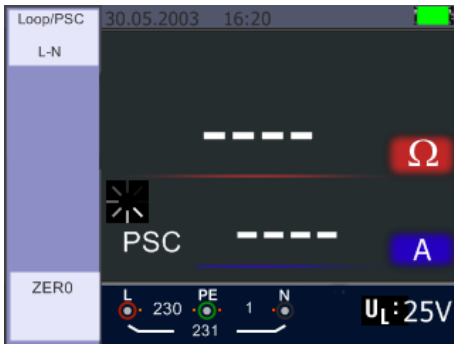 Loop/PSC 30.05.2003 16:20
L-N
---- Ω
PSC ---- A
ZER0
L 230 PE 1 N
231
UL:25V